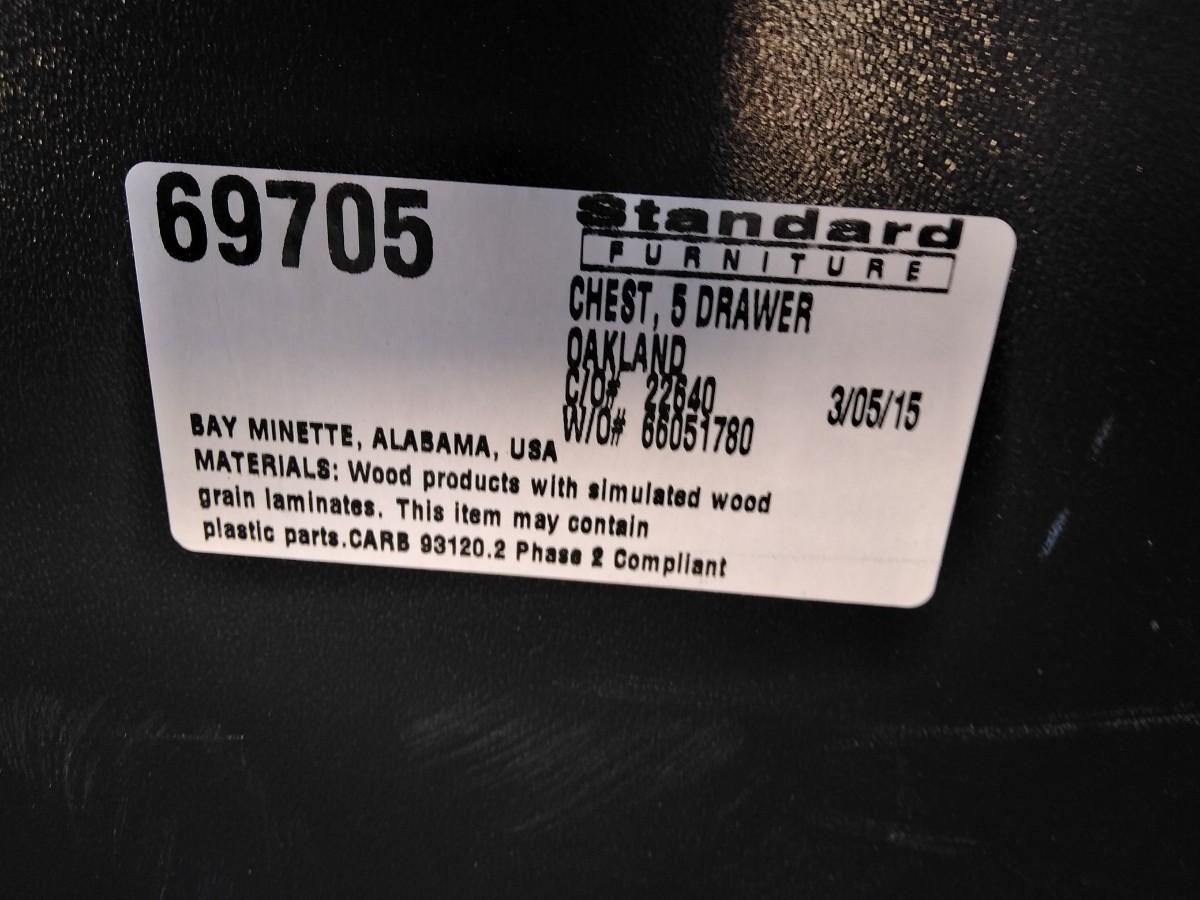 69705
Standard
FURNITURE
CHEST, 5 DRAWER
OAKLAND
C/O# 22640
3/05/15
W/O# 66051780
BAY MINETTE, ALABAMA, USA
MATERIALS: Wood products with simulated wood
grain laminates. This item may contain
plastic parts.CARB 93120.2 Phase 2 Compliant